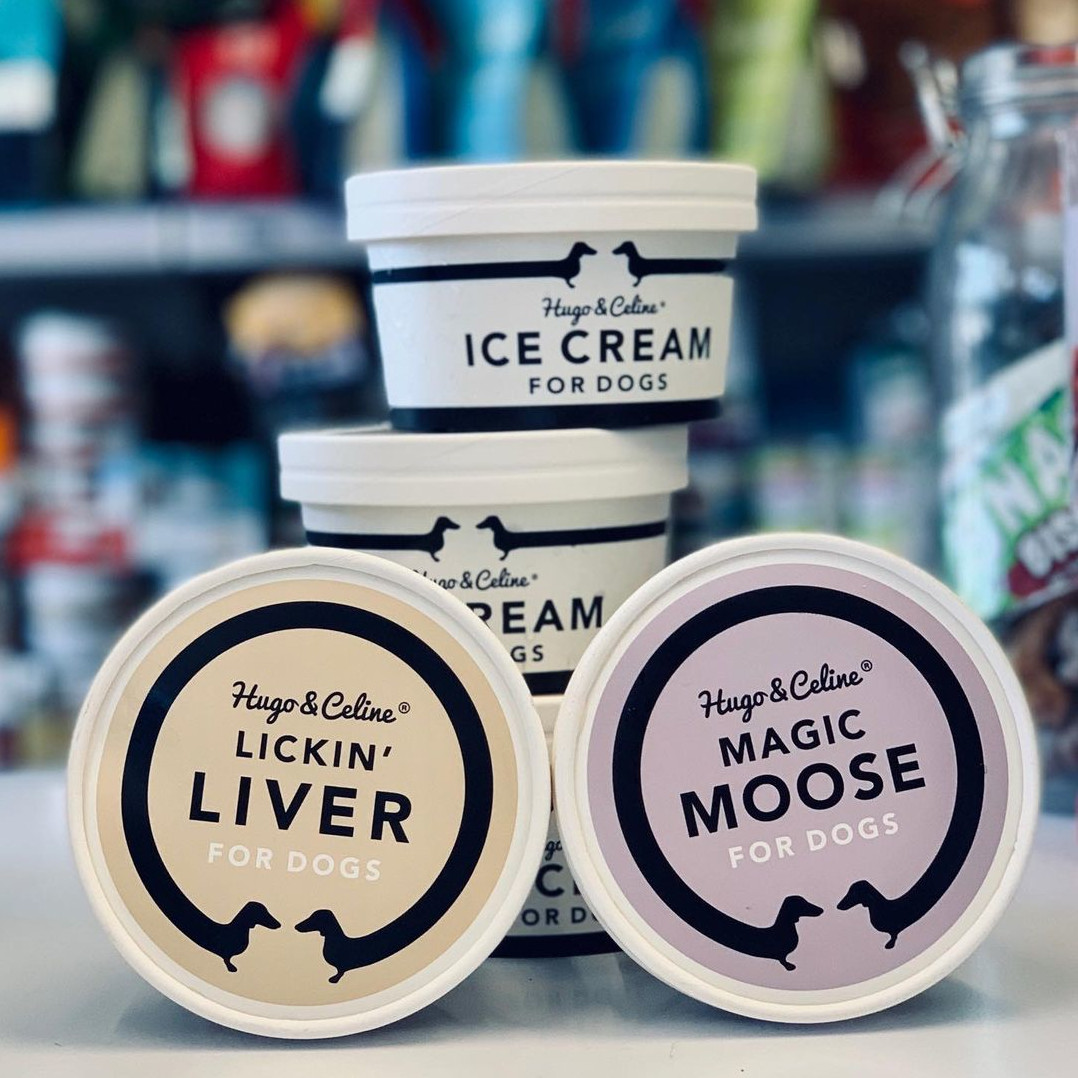 Hugo & Celine®
ICE CREAM
FOR DOGS
Hugo & Celine®
REAM
GS
Hugo & Celine®
LICKIN'
LIVER
FOR DOGS
Hugo & Celine®
MAGIC
MOOSE
FOR DOGS
NA